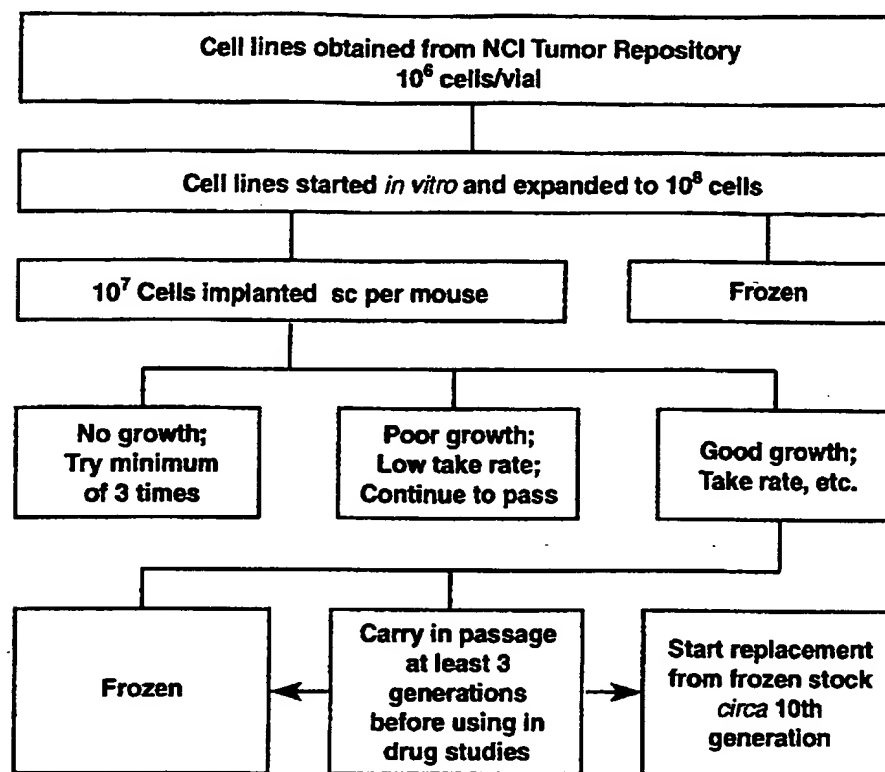 Cell lines obtained from NCI Tumor Repository
10⁶ cells/vial
Cell lines started in vitro and expanded to 10⁸ cells
10⁷ Cells implanted sc per mouse
Frozen
No growth;
Try minimum
of 3 times
Poor growth;
Low take rate;
Continue to pass
Good growth;
Take rate, etc.
Frozen
Carry in passage
at least 3
generations
before using in
drug studies
Start replacement
from frozen stock
circa 10th
generation